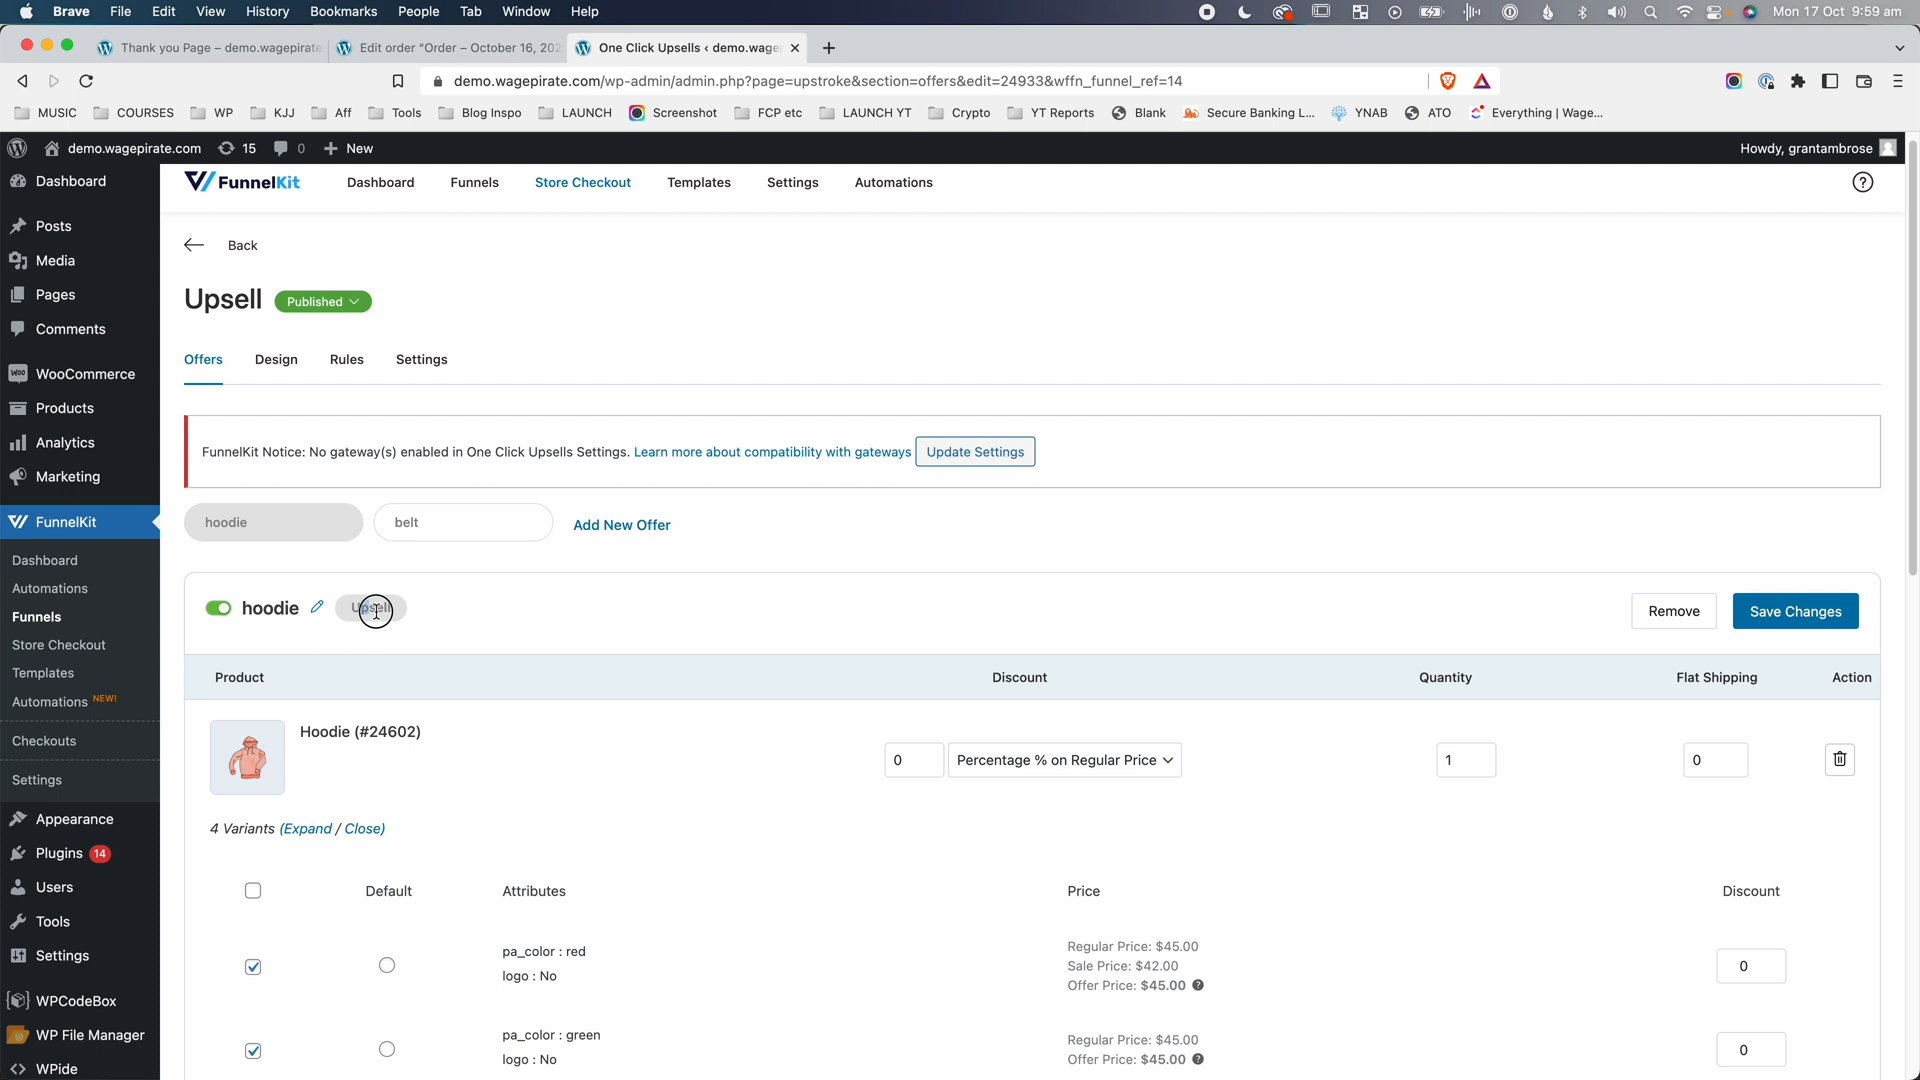 Brave File Edit View History Bookmarks People Tab Window Help Mon 17 Oct 9:59 am
Thank you Page – demo.wagepirate Edit order "Order – October 16, 202 One Click Upsells ‹ demo.wage
demo.wagepirate.com/wp-admin/admin.php?page=upstroke&section=offers&edit=24933&wffn_funnel_ref=14
MUSIC COURSES WP KJJ Aff Tools Blog Inspo LAUNCH Screenshot FCP etc LAUNCH YT Crypto YT Reports Blank Secure Banking L... YNAB ATO Everything | Wage...
demo.wagepirate.com 15 0 New Howdy, grantambrose
Dashboard
Posts
Media
Pages
Comments
WooCommerce
Products
Analytics
Marketing
FunnelKit
Dashboard
Automations
Funnels
Store Checkout
Templates
Automations NEW!
Checkouts
Settings
Appearance
Plugins 14
Users
Tools
Settings
WPCodeBox
WP File Manager
WPide
FunnelKit Dashboard Funnels Store Checkout Templates Settings Automations
Back
Upsell Published
Offers Design Rules Settings
FunnelKit Notice: No gateway(s) enabled in One Click Upsells Settings. Learn more about compatibility with gateways Update Settings
hoodie belt Add New Offer
hoodie Upsell Remove Save Changes
Product Discount Quantity Flat Shipping Action
Hoodie (#24602)
0 Percentage % on Regular Price 1 0
4 Variants (Expand / Close)
Default Attributes Price Discount
pa_color : red
logo : No
Regular Price: $45.00
Sale Price: $42.00
Offer Price: $45.00
0
pa_color : green
logo : No
Regular Price: $45.00
Offer Price: $45.00
0